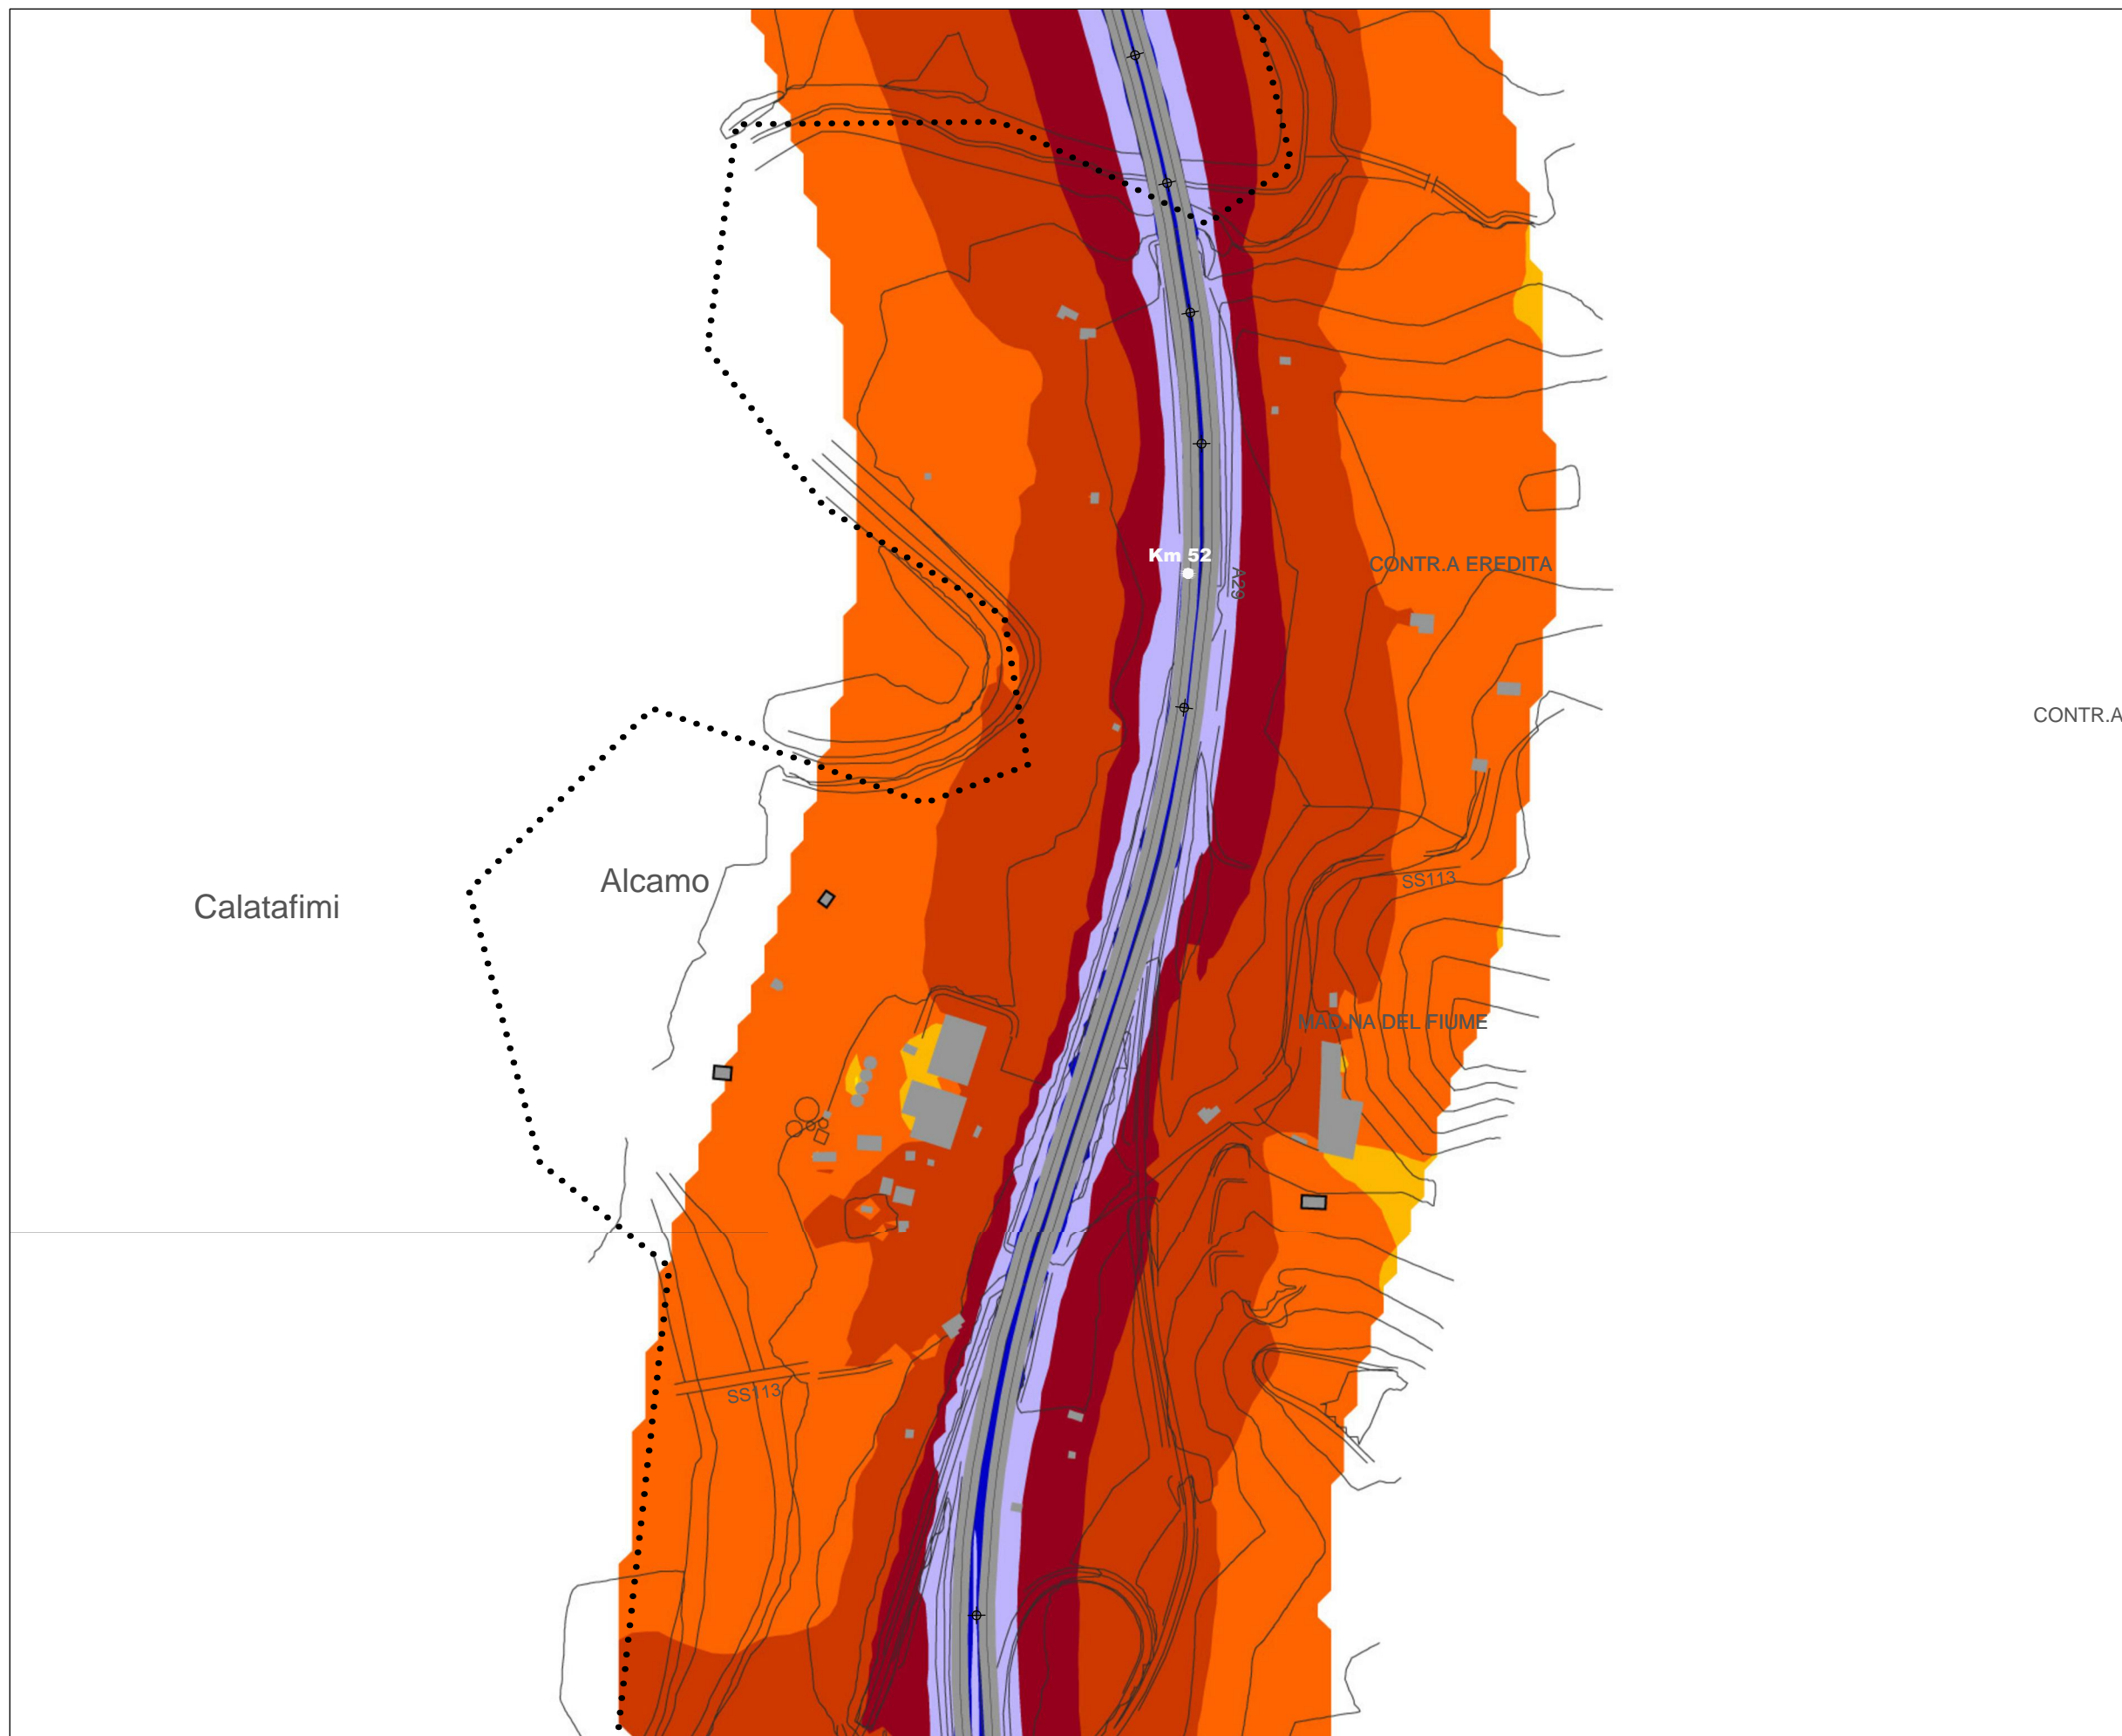 Km 52
A29
CONTR.A EREDITA
CONTR.A
Alcamo
Calatafimi
SS113
MAD.NA DEL FIUME
SS113